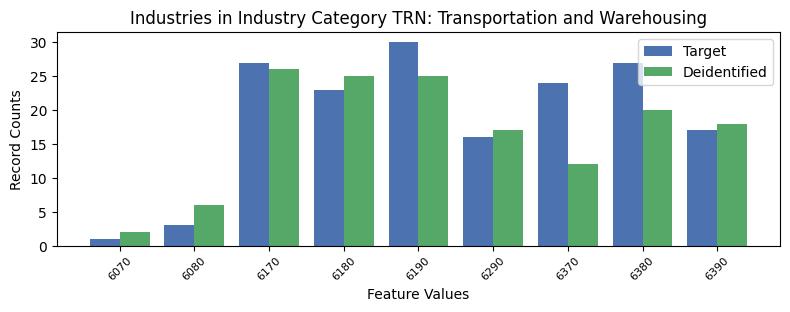 Industries in Industry Category TRN: Transportation and Warehousing
Target
Deidentified
Record Counts
30
25
20
15
10
5
0
6070 6080 6170 6180 6190 6290 6370 6380 6390
Feature Values